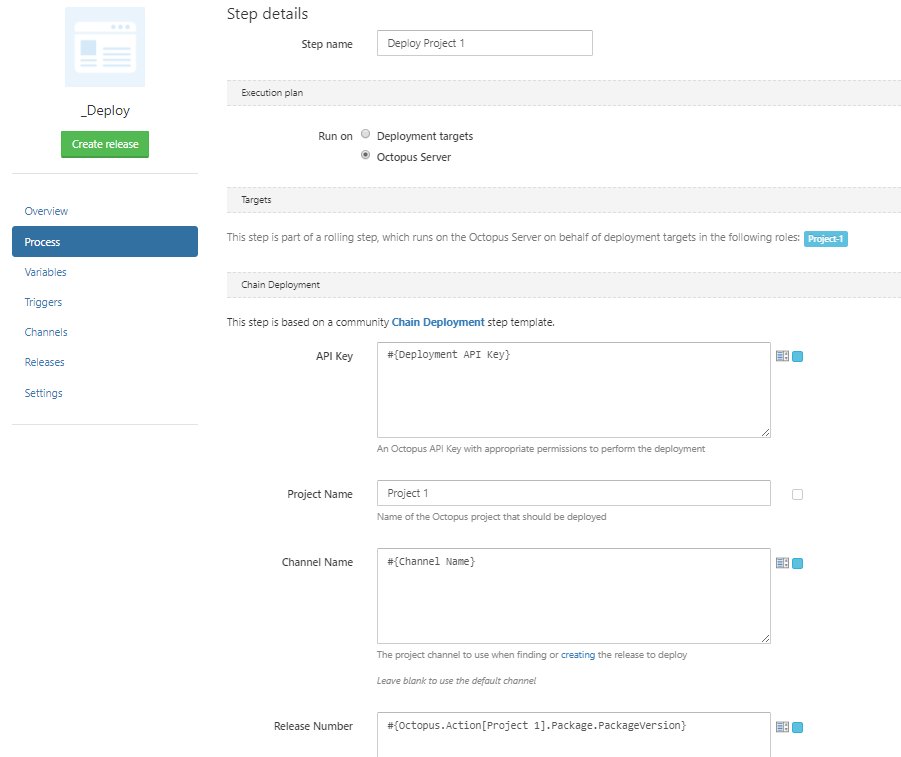 _Deploy
Create release
Overview
Process
Variables
Triggers
Channels
Releases
Settings
Step details
Step name
Deploy Project 1
Execution plan
Run on
Deployment targets
Octopus Server
Targets
This step is part of a rolling step, which runs on the Octopus Server on behalf of deployment targets in the following roles: Project-1
Chain Deployment
This step is based on a community Chain Deployment step template.
API Key
#{Deployment API Key}
An Octopus API Key with appropriate permissions to perform the deployment
Project Name
Project 1
Name of the Octopus project that should be deployed
Channel Name
#{Channel Name}
The project channel to use when finding or creating the release to deploy
Leave blank to use the default channel
Release Number
#{Octopus.Action[Project 1].Package.PackageVersion}